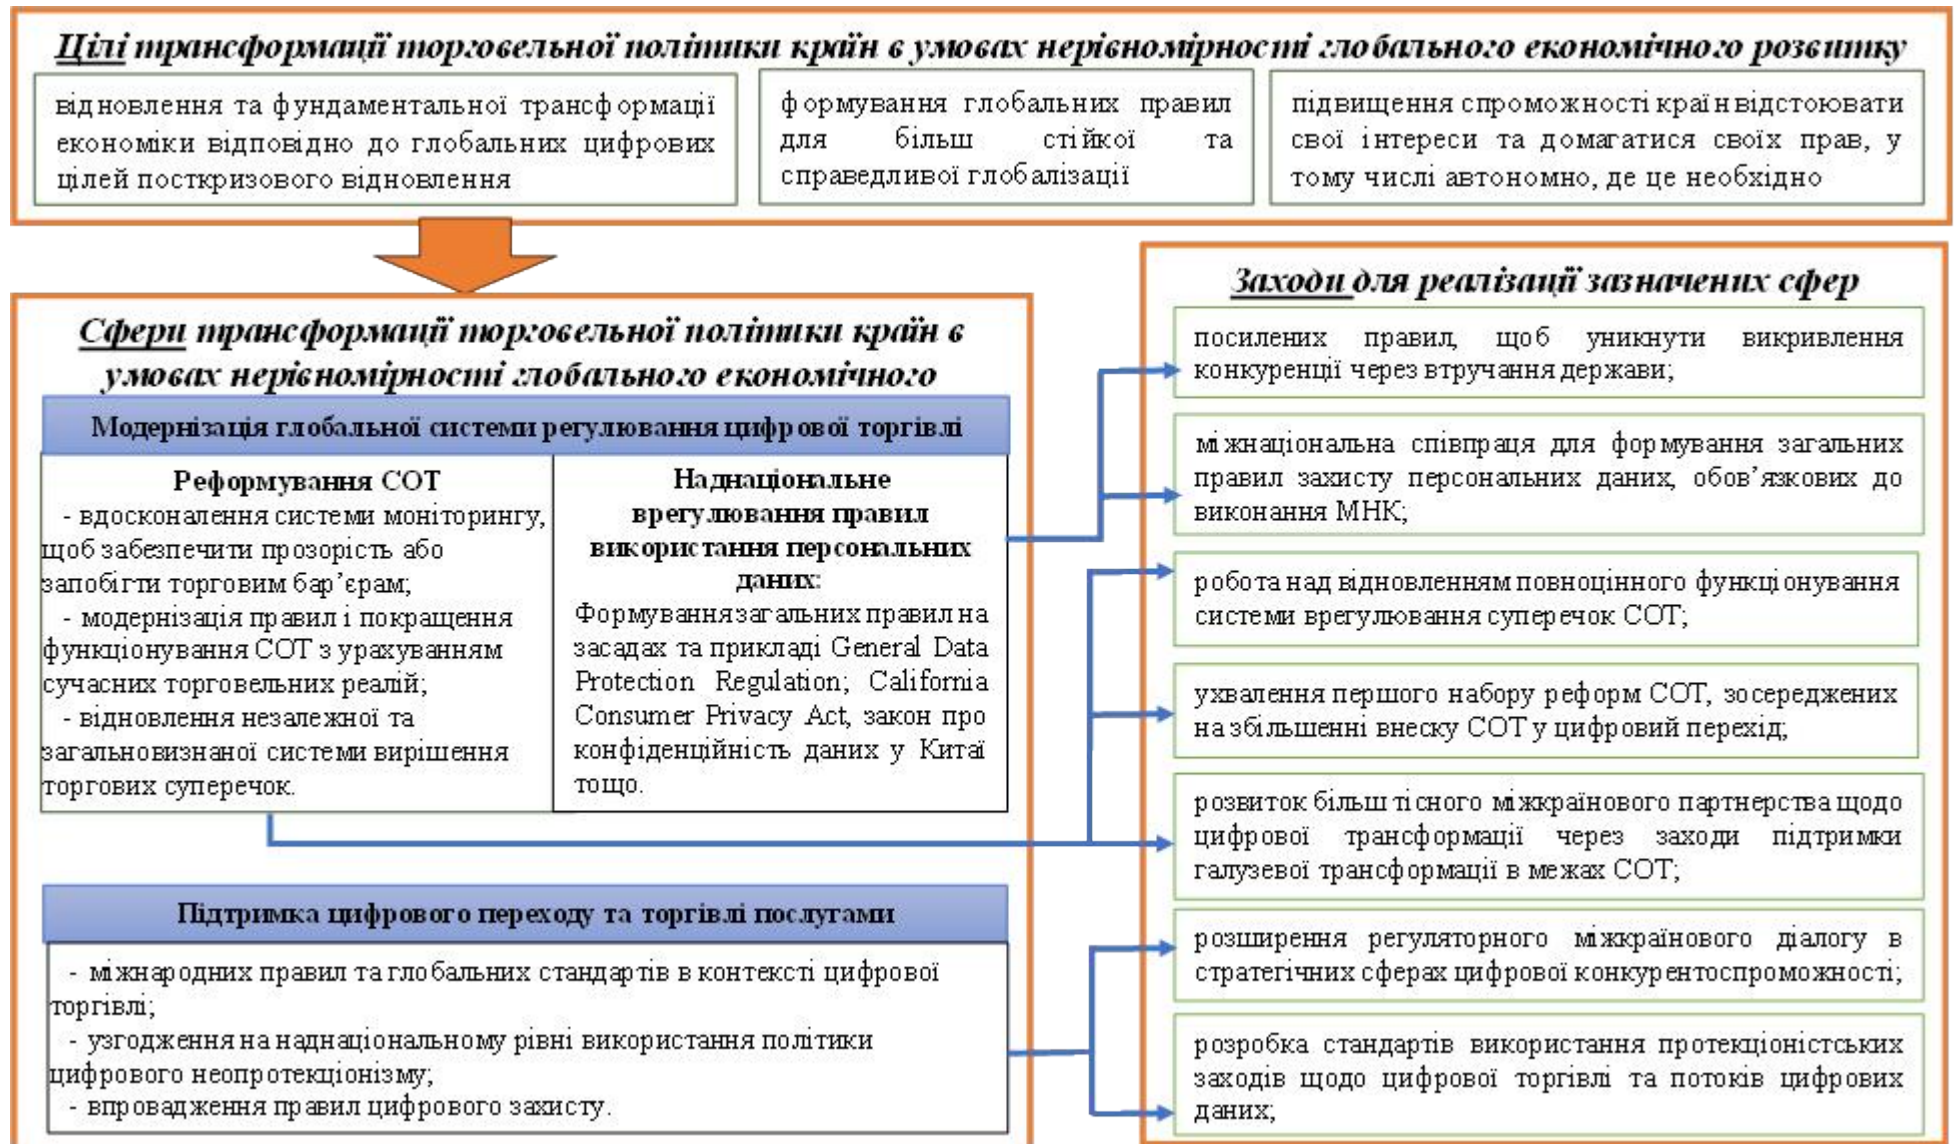 Цілі трансформації торговельної політики країн в умовах нерівномірності глобального економічного розвитку
відновлення та фундаментальної трансформації
економіки відповідно до глобальних цифрових
цілей посткризового відновлення
формування глобальних правил
для більш стійкої та
справедливої глобалізації
підвищення спроможності країн відстоювати
свої інтереси та домагатися своїх прав, у
тому числі автономно, де це необхідно
Сфери трансформації торговельної політики країн в
умовах нерівномірності глобального економічного
Модернізація глобальної системи регулювання цифрової торгівлі
Реформування СОТ
- вдосконалення системи моніторингу,
щоб забезпечити прозорість або
запобігти торговим бар’єрам;
- модернізація правил і покращення
функціонування СОТ з урахуванням
сучасних торговельних реалій;
- відновлення незалежної та
загальновизнаної системи вирішення
торгових суперечок.
Наднаціональне
врегулювання правил
використання персональних
даних:
Формування загальних правил на
засадах та прикладі General Data
Protection Regulation; California
Consumer Privacy Act, закон про
конфіденційність даних у Китаї
тощо.
Підтримка цифрового переходу та торгівлі послугами
- міжнародних правил та глобальних стандартів в контексті цифрової
торгівлі;
- узгодження на наднаціональному рівні використання політики
цифрового неопротекціонізму;
- впровадження правил цифрового захисту.
Заходи для реалізації зазначених сфер
посилених правил, щоб уникнути викривлення
конкуренції через втручання держави;
міжнаціональна співпраця для формування загальних
правил захисту персональних даних, обов’язкових до
виконання МНК;
робота над відновленням повноцінного функціонування
системи врегулювання суперечок СОТ;
ухвалення першого набору реформ СОТ, зосереджених
на збільшенні внеску СОТ у цифровий перехід;
розвиток більш тісного міжкраїнового партнерства щодо
цифрової трансформації через заходи підтримки
галузевої трансформації в межах СОТ;
розширення регуляторного міжкраїнового діалогу в
стратегічних сферах цифрової конкурентоспроможності;
розробка стандартів використання протекціоністських
заходів щодо цифрової торгівлі та потоків цифрових
даних;